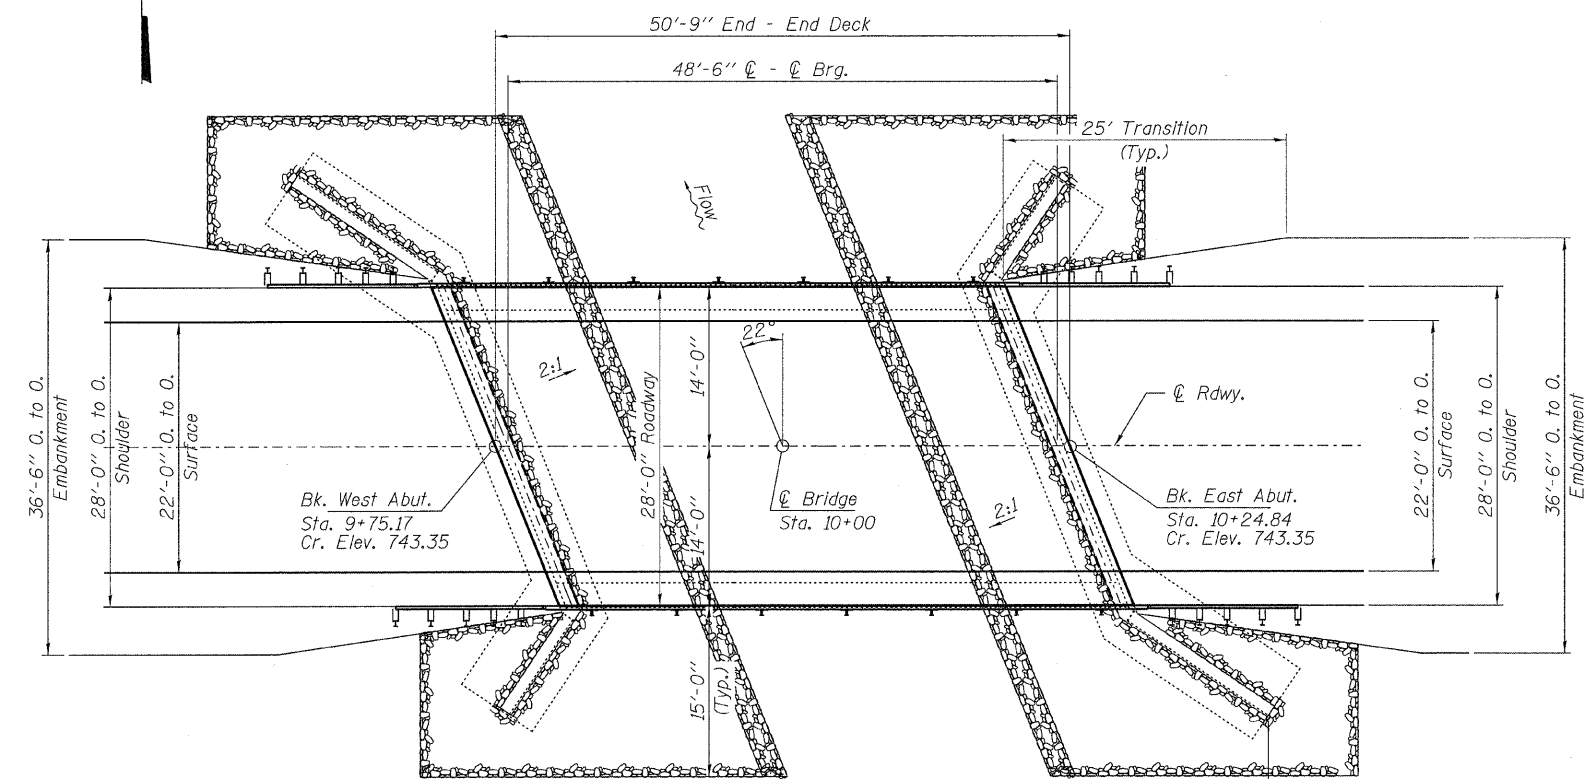 50'-9" End - End Deck
48'-6" ℄ - ℄ Brg.
25' Transition
(Typ.)
Flow
22°
2:1
14'-0"
28'-0" Roadway
℄ Rdwy.
36'-6" O. to O.
Embankment
28'-0" O. to O.
Shoulder
22'-0" O. to O.
Surface
Bk. West Abut.
Sta. 9+75.17
Cr. Elev. 743.35
℄ Bridge
Sta. 10+00
2:1
14'-0"
Bk. East Abut.
Sta. 10+24.84
Cr. Elev. 743.35
22'-0" O. to O.
Surface
28'-0" O. to O.
Shoulder
36'-6" O. to O.
Embankment
15'-0"
(Typ.)